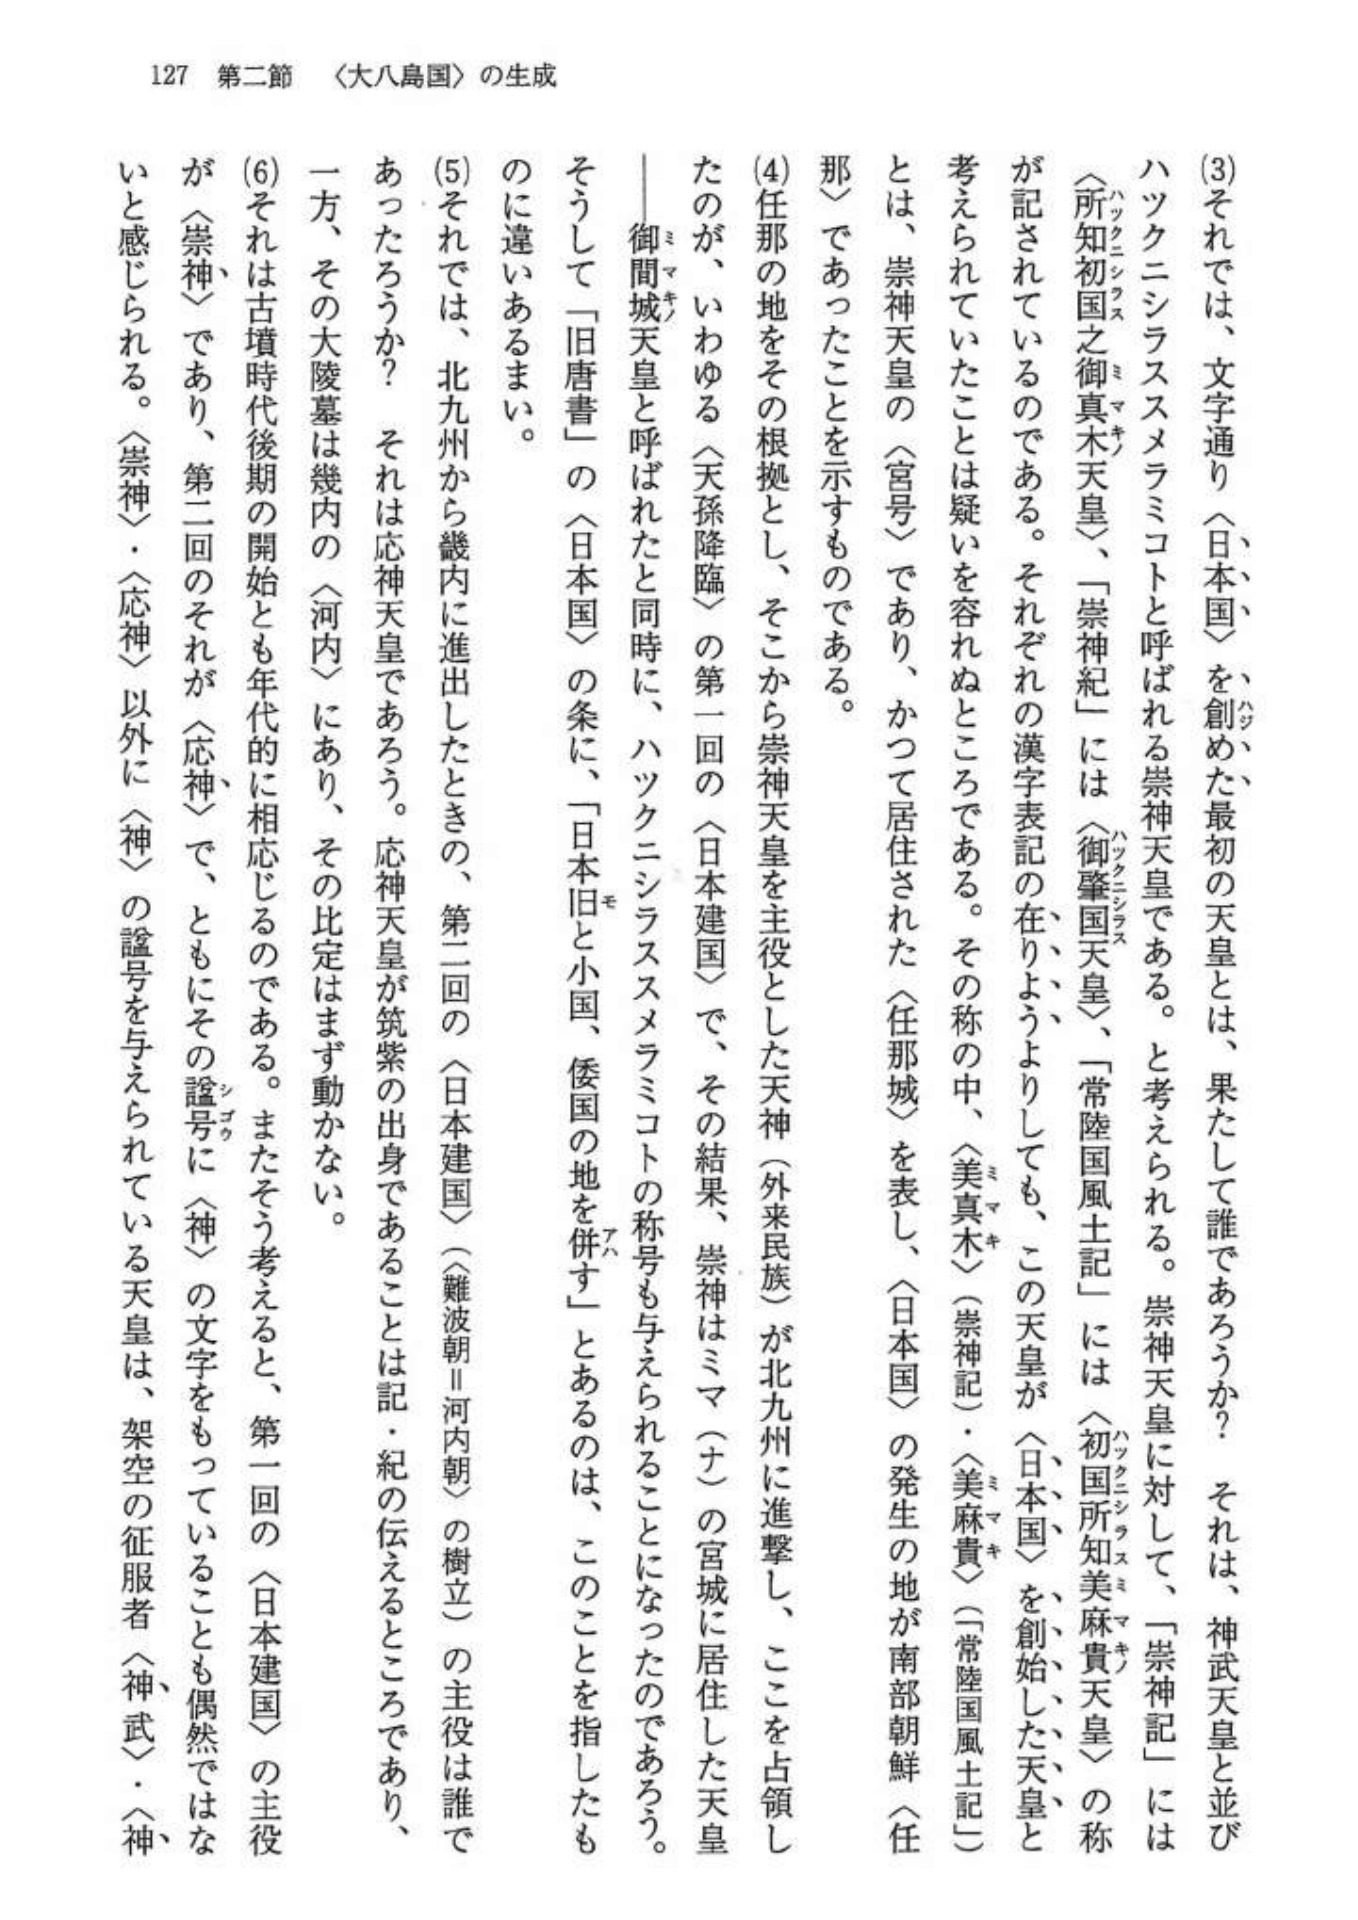 127 第二節 〈大八島国〉の生成
⑶それでは、文字通り〈日本国〉を創めた最初の天皇とは、果たして誰であろうか? それは、神武天皇と並び
ハツクニシラススメラミコトと呼ばれる崇神天皇である。と考えられる。崇神天皇に対して、「崇神記」には
〈所知初国之御真木天皇〉、「崇神紀」には〈御肇国天皇〉、「常陸国風土記」には〈初国所知美麻貴天皇〉の称
が記されているのである。それぞれの漢字表記の在りようよりしても、この天皇が〈日本国〉を創始した天皇と
考えられていたことは疑いを容れぬところである。その称の中、〈美真木〉(崇神記)・〈美麻貴〉(「常陸国風土記」)
とは、崇神天皇の〈宮号〉であり、かつて居住された〈任那城〉を表し、〈日本国〉の発生の地が南部朝鮮〈任
那〉であったことを示すものである。
⑷任那の地をその根拠とし、そこから崇神天皇を主役とした天神(外来民族)が北九州に進撃し、ここを占領し
たのが、いわゆる〈天孫降臨〉の第一回の〈日本建国〉で、その結果、崇神はミマ(ナ)の宮城に居住した天皇
――御間城天皇と呼ばれたと同時に、ハツクニシラススメラミコトの称号も与えられることになったのであろう。
そうして「旧唐書」の〈日本国〉の条に、「日本旧と小国、倭国の地を併す」とあるのは、このことを指したも
のに違いあるまい。
⑸それでは、北九州から畿内に進出したときの、第二回の〈日本建国〉(〈難波朝=河内朝〉の樹立)の主役は誰で
あったろうか? それは応神天皇であろう。応神天皇が筑紫の出身であることは記・紀の伝えるところであり、
一方、その大陵墓は幾内の〈河内〉にあり、その比定はまず動かない。
⑹それは古墳時代後期の開始とも年代的に相応じるのである。またそう考えると、第一回の〈日本建国〉の主役
が〈崇神〉であり、第二回のそれが〈応神〉で、ともにその諡号に〈神〉の文字をもっていることも偶然ではな
いと感じられる。〈崇神〉・〈応神〉以外に〈神〉の諡号を与えられている天皇は、架空の征服者〈神武〉・〈神